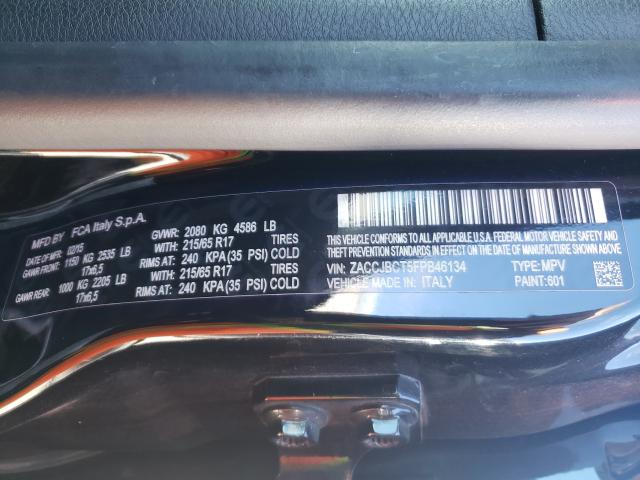 MFD BY FCA Italy S.p.A.
DATE OF MFR 02/15
GAWR FRONT: 1150 KG 2535 LB
17x6,5
GAWR REAR: 1000 KG 2205 LB
17x6,5
GVWR: 2080 KG 4586 LB
WITH: 215/65 R17 TIRES
RIMS AT: 240 KPA(35 PSI) COLD
WITH: 215/65 R17 TIRES
RIMS AT: 240 KPA(35 PSI) COLD
THIS VEHICLE CONFORMS TO ALL APPLICABLE U.S.A. FEDERAL MOTOR VEHICLE SAFETY AND
THEFT PREVENTION STANDARDS IN EFFECT ON THE DATE OF MANUFACTURE SHOWN ABOVE
VIN: ZACCJBCT5FPB46134 TYPE: MPV
VEHICLE MADE IN: ITALY PAINT:601